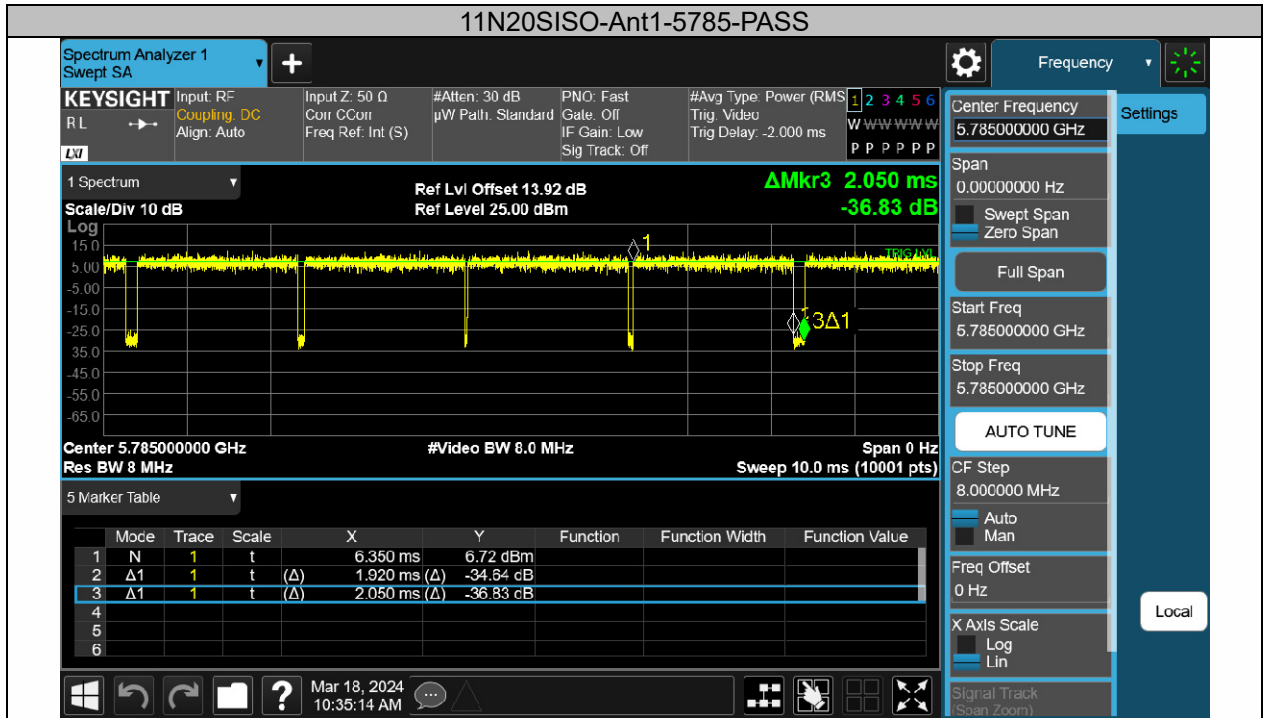 11N20SISO-Ant1-5785-PASS
Spectrum Analyzer 1
Swept SA
Frequency
KEYSIGHT
RL
LXI
Input: RF
Coupling: DC
Align: Auto
Input Z: 50 Ω
Corr CCorr
Freq Ref: Int (S)
#Atten: 30 dB
µW Path: Standard
PNO: Fast
Gate: Off
IF Gain: Low
Sig Track: Off
#Avg Type: Power (RMS
Trig: Video
Trig Delay: -2.000 ms
1 2 3 4 5 6
W W W W W W
P P P P P P
1 Spectrum
Scale/Div 10 dB
Ref Lvl Offset 13.92 dB
Ref Level 25.00 dBm
ΔMkr3 2.050 ms
-36.83 dB
Log
15.0
5.00
-5.00
-15.0
-25.0
35.0
-45.0
-55.0
-65.0
1
TRIG LVL
3Δ1
Center 5.785000000 GHz
Res BW 8 MHz
#Video BW 8.0 MHz
Span 0 Hz
Sweep 10.0 ms (10001 pts)
5 Marker Table
Mode Trace Scale X Y Function Function Width Function Value
1 N 1 t 6.350 ms 6.72 dBm
2 Δ1 1 t (Δ) 1.920 ms (Δ) -34.64 dB
3 Δ1 1 t (Δ) 2.050 ms (Δ) -36.83 dB
4
5
6
Mar 18, 2024
10:35:14 AM
Center Frequency
5.785000000 GHz
Settings
Span
0.00000000 Hz
Swept Span
Zero Span
Full Span
Start Freq
5.785000000 GHz
Stop Freq
5.785000000 GHz
AUTO TUNE
CF Step
8.000000 MHz
Auto
Man
Freq Offset
0 Hz
X Axis Scale
Log
Lin
Local
Signal Track
(Span Zoom)